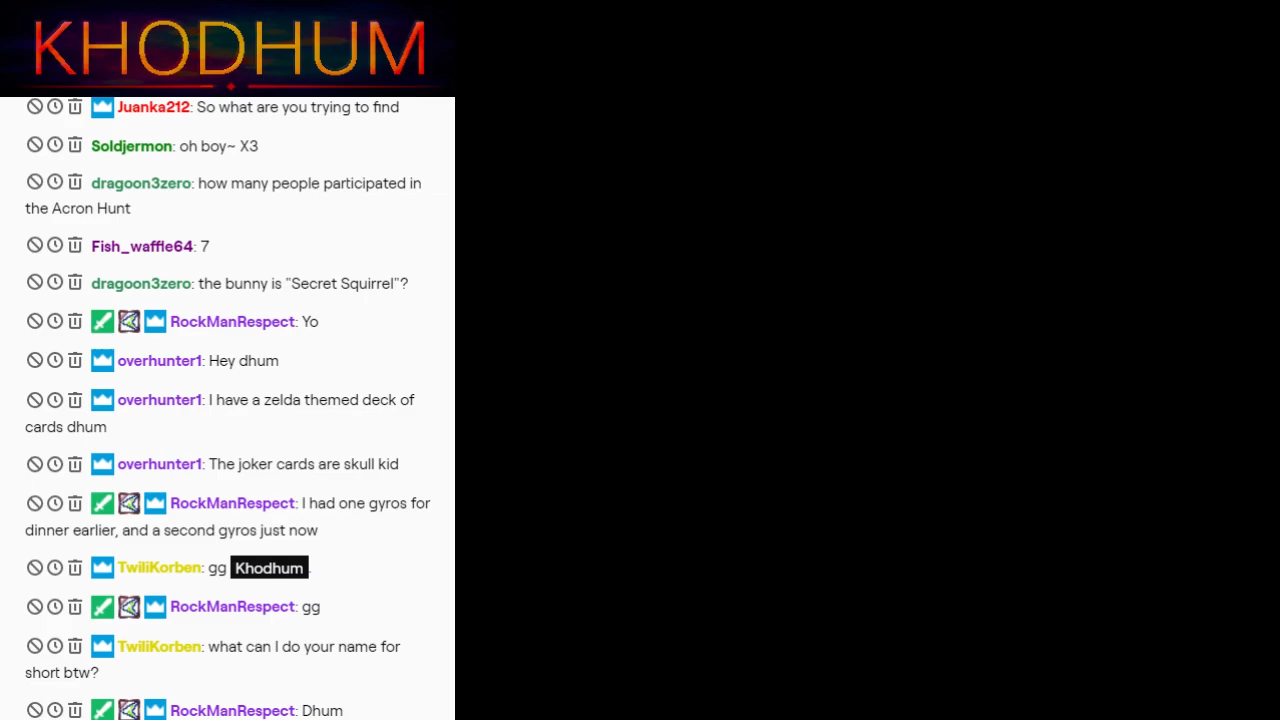 KHODHUM
Juanka212: So what are you trying to find
Soldjermon: oh boy~ X3
dragoon3zero: how many people participated in
the Acron Hunt
Fish_waffle64: 7
dragoon3zero: the bunny is "Secret Squirrel"?
RockManRespect: Yo
overhunter1: Hey dhum
overhunter1: I have a zelda themed deck of
cards dhum
overhunter1: The joker cards are skull kid
RockManRespect: I had one gyros for
dinner earlier, and a second gyros just now
TwiliKorben: gg Khodhum.
RockManRespect: gg
TwiliKorben: what can I do your name for
short btw?
RockManRespect: Dhum